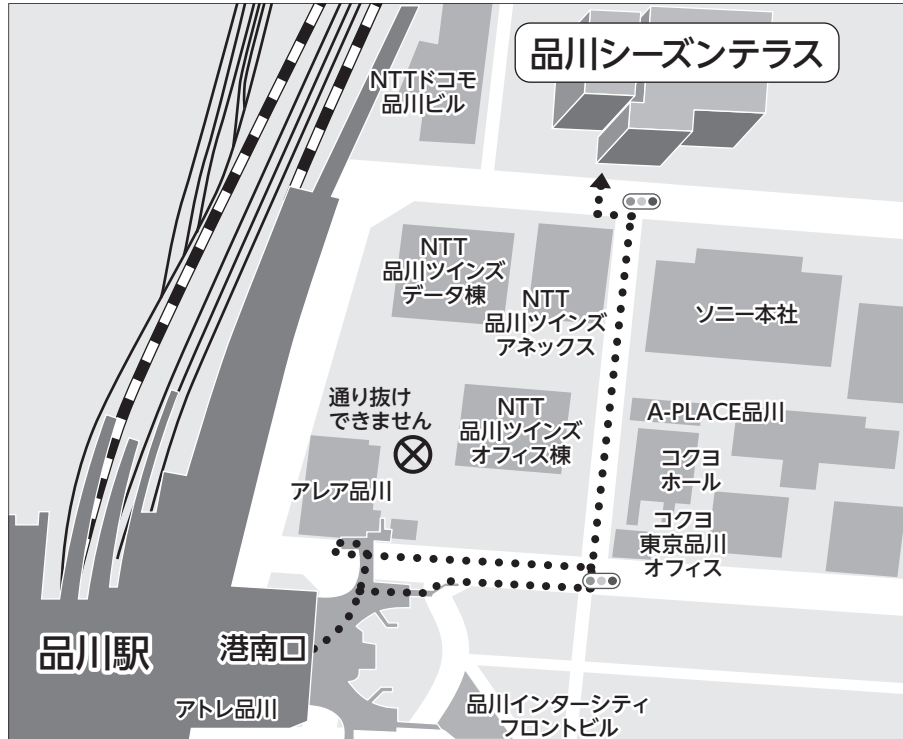 品川シーズンテラス
NTTドコモ
品川ビル
NTT
品川ツインズ
データ棟
NTT
品川ツインズ
アネックス
ソニー本社
通り抜け
できません
NTT
品川ツインズ
オフィス棟
A-PLACE品川
コクヨ
ホール
アレア品川
コクヨ
東京品川
オフィス
品川駅
港南口
アトレ品川
品川インターシティ
フロントビル